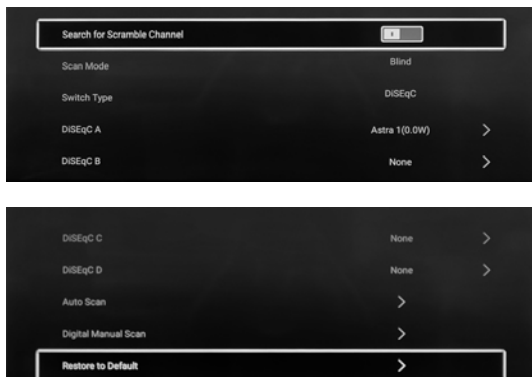 Search for Scramble Channel
Scan Mode Blind
Switch Type DiSEqC
DiSEqC A Astra 1(0.0W)
DiSEqC B None
DiSEqC C None
DiSEqC D None
Auto Scan
Digital Manual Scan
Restore to Default